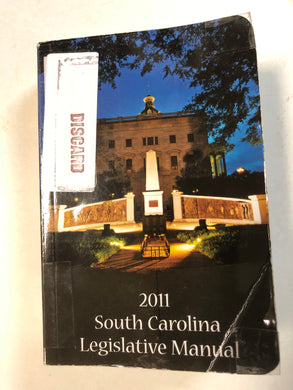 DISCARD
2011
South Carolina
Legislative Manual